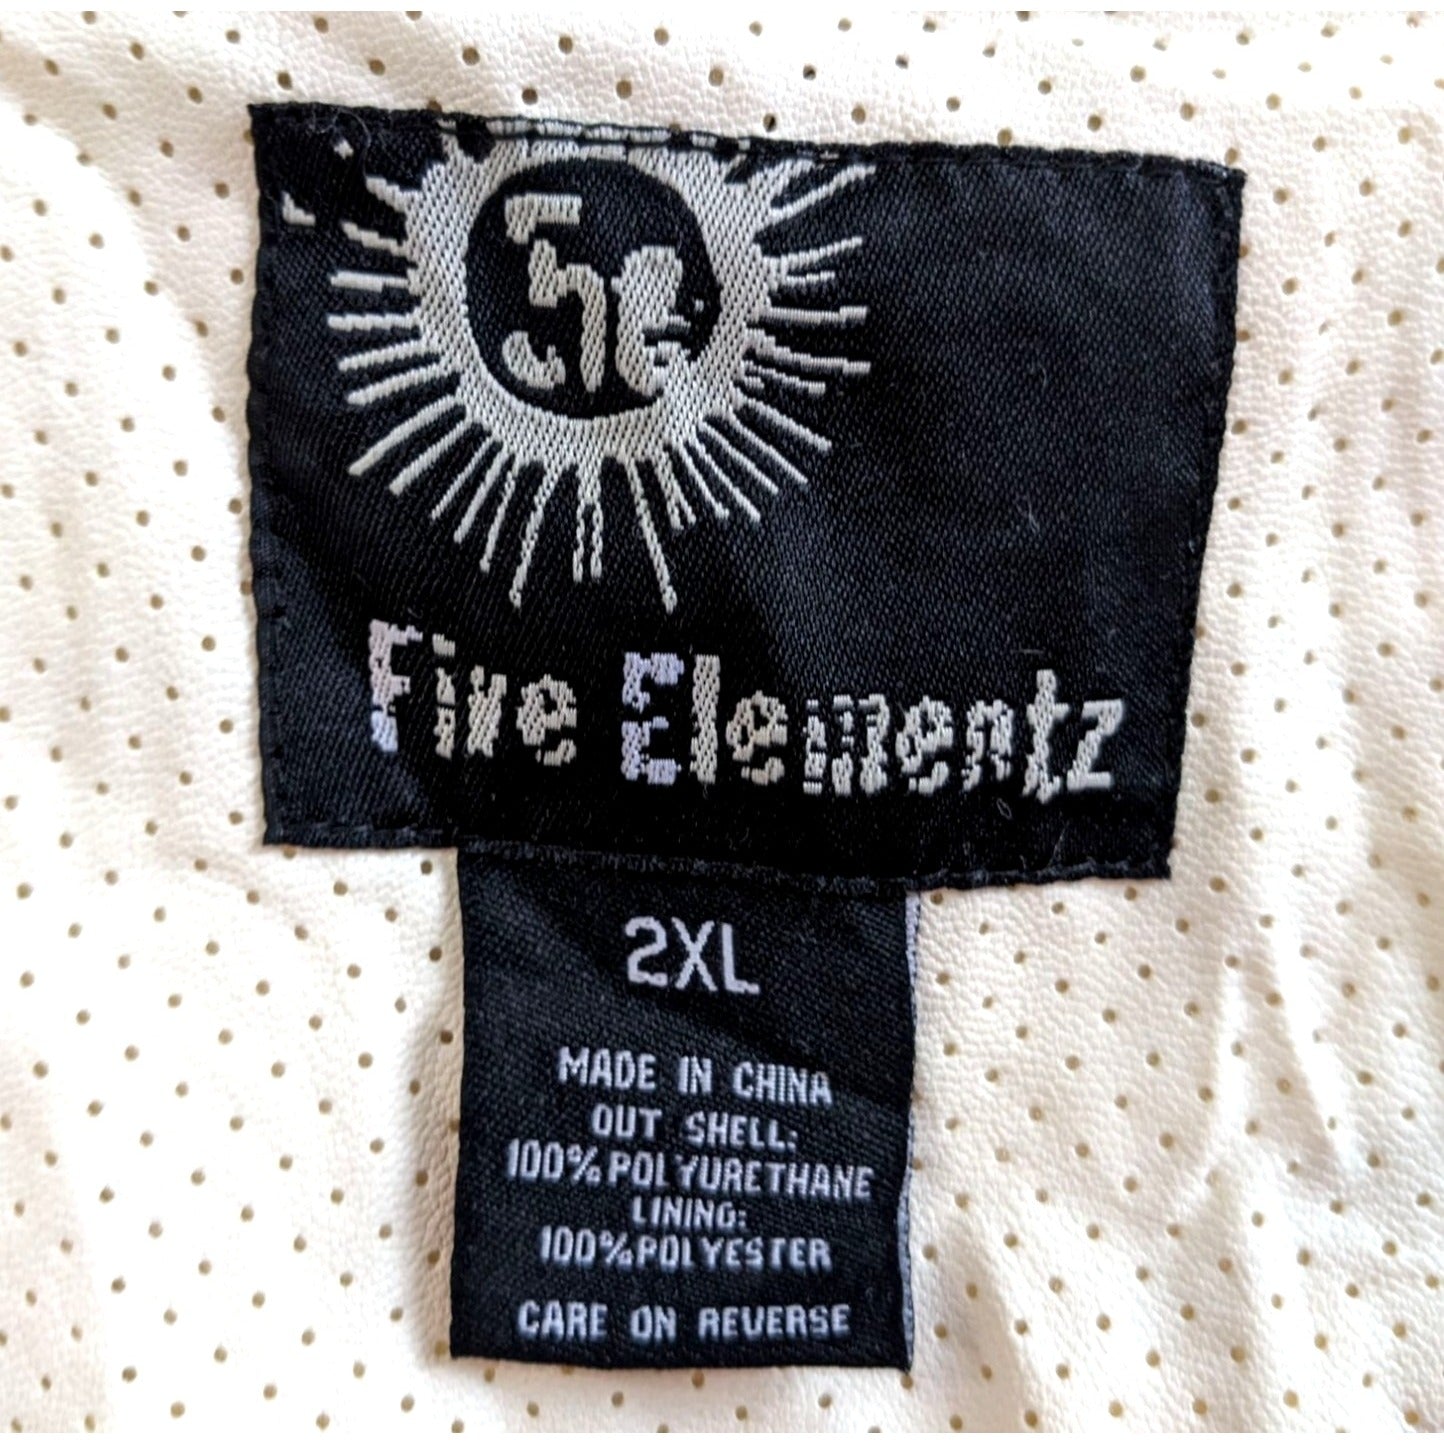 5e
Five Elementz
2XL
MADE IN CHINA
OUT SHELL:
100% POLYURETHANE
LINING:
100% POLYESTER
CARE ON REVERSE